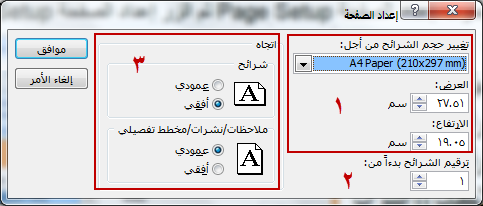 تم تزر إعداد الصفحة Page Setup
إعداد الصفحة
تغيير حجم الشرائح من أجل:
A4 Paper (210x297 mm)
العرض:
٢٧.٥١ سم
الارتفاع:
١٩.٠٥ سم
١
ترقيم الشرائح بدءاً من:
١
٢
اتجاه
٣
شرائح
عمودي
أفقي
A
ملاحظات/نشرات/مخطط تفصيلي
عمودي
أفقي
A
موافق
إلغاء الأمر